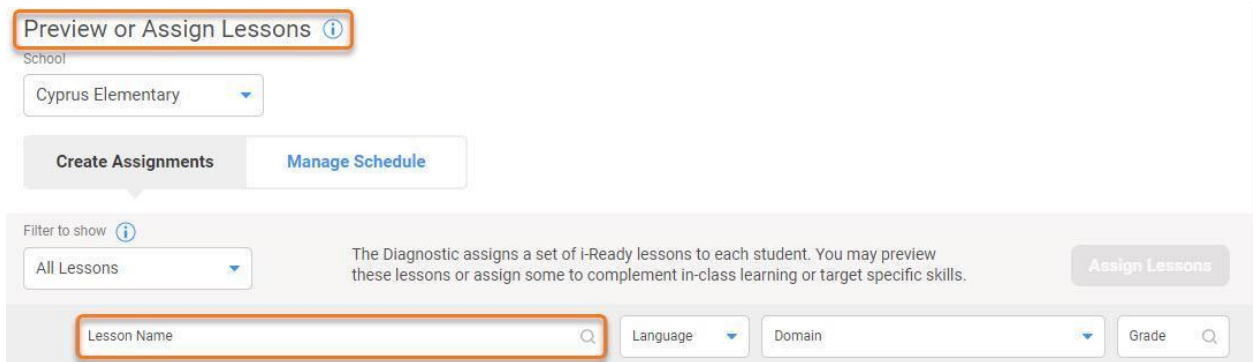 Preview or Assign Lessons
School
Cyprus Elementary
Create Assignments
Manage Schedule
Filter to show
All Lessons
The Diagnostic assigns a set of i-Ready lessons to each student. You may preview
these lessons or assign some to complement in-class learning or target specific skills.
Assign Lessons
Lesson Name
Language
Domain
Grade